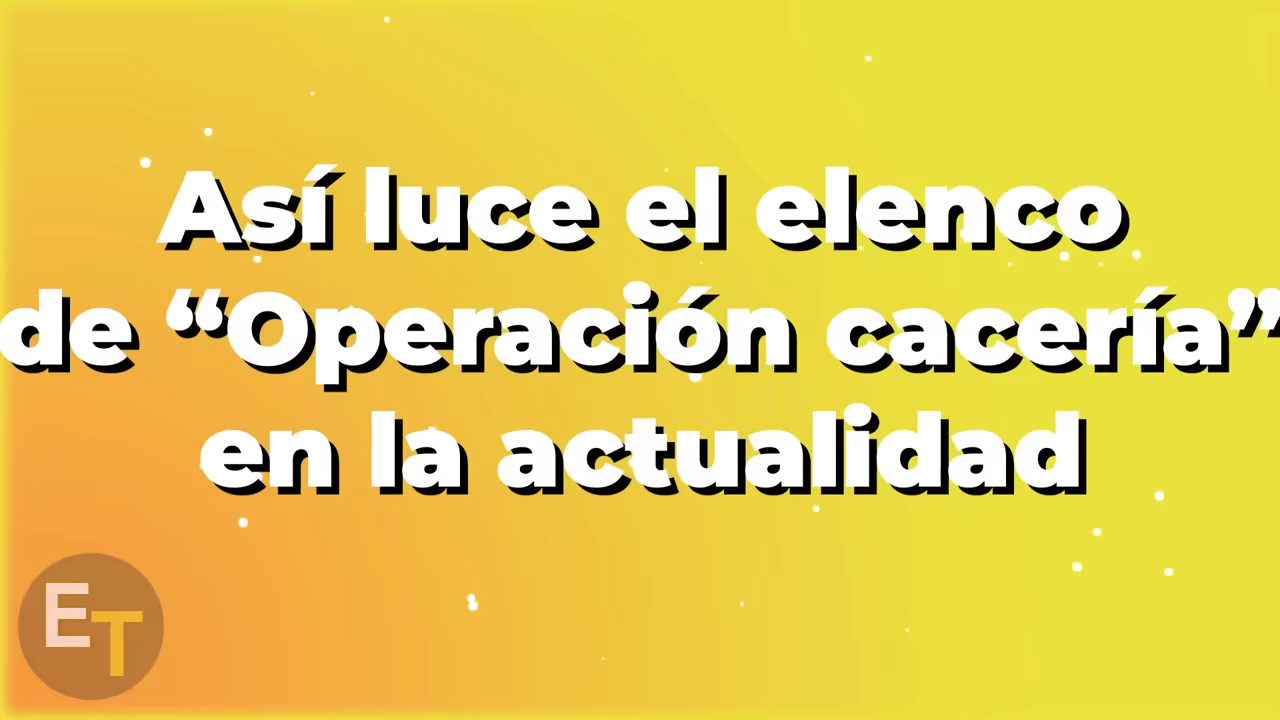 Así luce el elenco
de “Operación cacería”
en la actualidad
ET